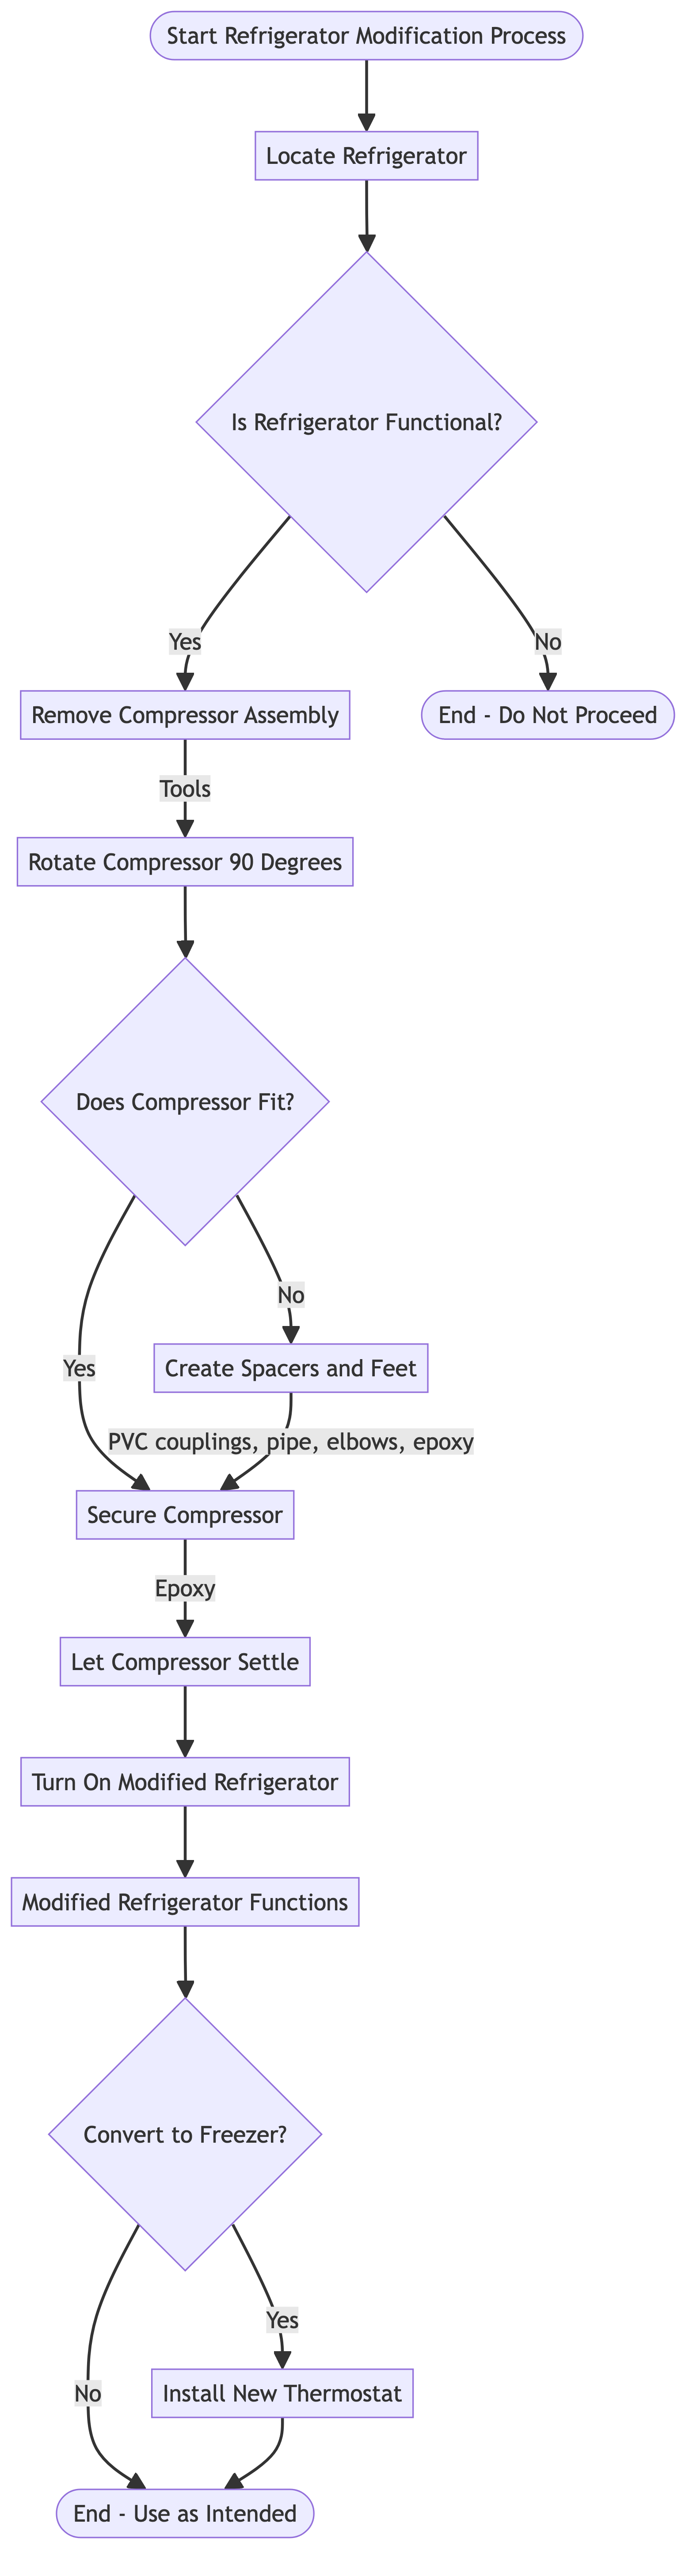 Start Refrigerator Modification Process
Locate Refrigerator
Is Refrigerator Functional?
Yes
No
Remove Compressor Assembly
End - Do Not Proceed
Tools
Rotate Compressor 90 Degrees
Does Compressor Fit?
No
Yes
Create Spacers and Feet
PVC couplings, pipe, elbows, epoxy
Secure Compressor
Epoxy
Let Compressor Settle
Turn On Modified Refrigerator
Modified Refrigerator Functions
Convert to Freezer?
Yes
No
Install New Thermostat
End - Use as Intended